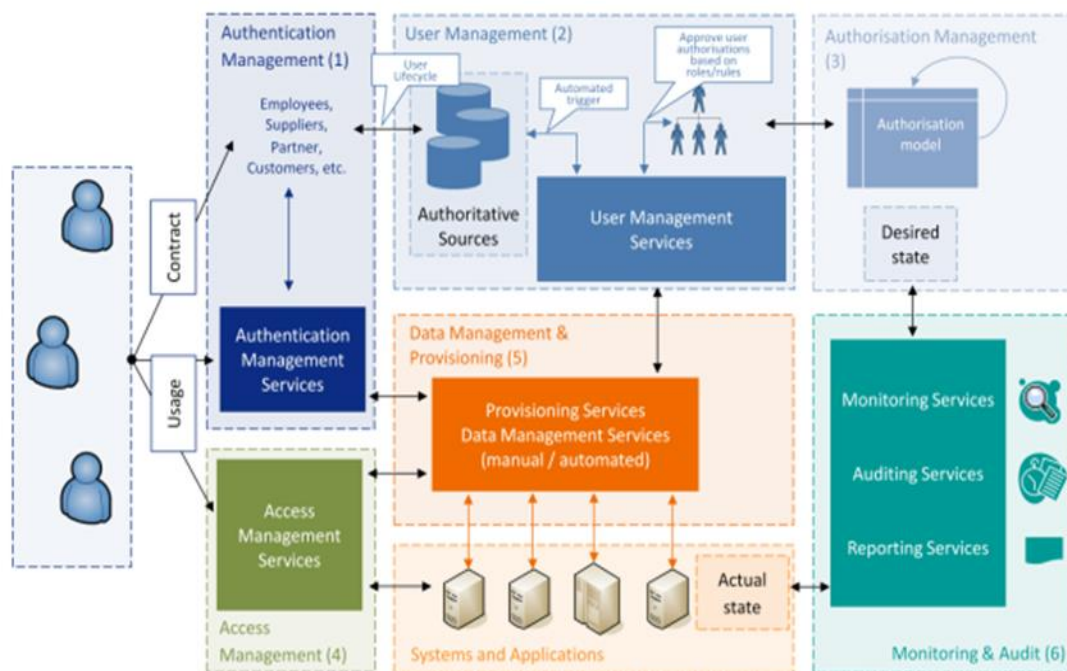 Authentication
Management (1)
Employees,
Suppliers,
Partner,
Customers, etc.
Authentication
Management
Services
Contract
Usage
User
Lifecycle
User Management (2)
Automated
trigger
Approve user
authorisations
based on
roles/rules
Authoritative
Sources
User Management
Services
Authorisation Management
(3)
Authorisation
model
Desired
state
Data Management &
Provisioning (5)
Provisioning Services
Data Management Services
(manual / automated)
Access
Management
Services
Access
Management (4)
Actual
state
Systems and Applications
Monitoring Services
Auditing Services
Reporting Services
Monitoring & Audit (6)